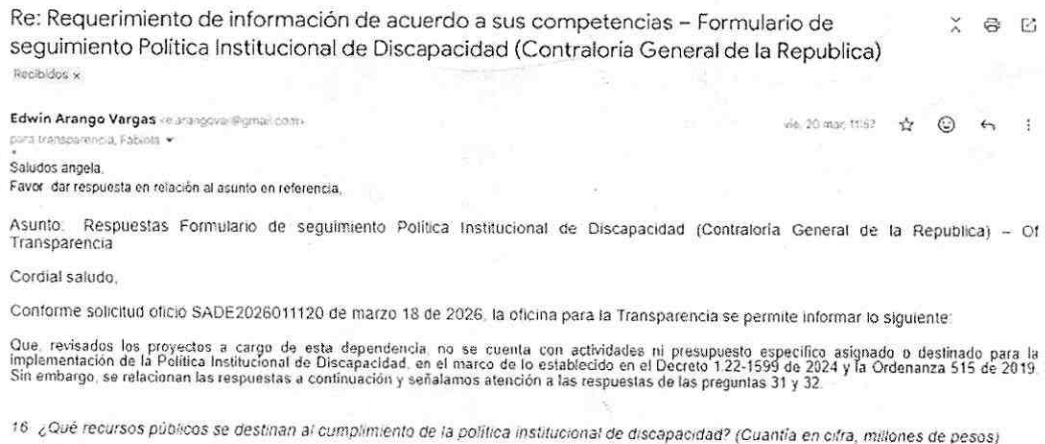 Re: Requerimiento de información de acuerdo a sus competencias – Formulario de
seguimiento Política Institucional de Discapacidad (Contraloria General de la Republica)
Recibidos x
Edwin Arango Vargas
vie, 20 mar, 11:52
para transparencia, Fabiola
Saludos angela.
Favor dar respuesta en relación al asunto en referencia.
Asunto: Respuestas Formulario de seguimiento Política Institucional de Discapacidad (Contraloria General de la Republica) – Of
Transparencia
Cordial saludo,
Conforme solicitud oficio SADE2026011120 de marzo 18 de 2026, la oficina para la Transparencia se permite informar lo siguiente:
Que, revisados los proyectos a cargo de esta dependencia, no se cuenta con actividades ni presupuesto especifico asignado o destinado para la
implementación de la Política Institucional de Discapacidad, en el marco de lo establecido en el Decreto 1.22-1599 de 2024 y la Ordenanza 515 de 2019.
Sin embargo, se relacionan las respuestas a continuación y señalamos atención a las respuestas de las preguntas 31 y 32.
16 ¿Qué recursos públicos se destinan al cumplimiento de la política institucional de discapacidad? (Cuantía en cifra, millones de pesos)